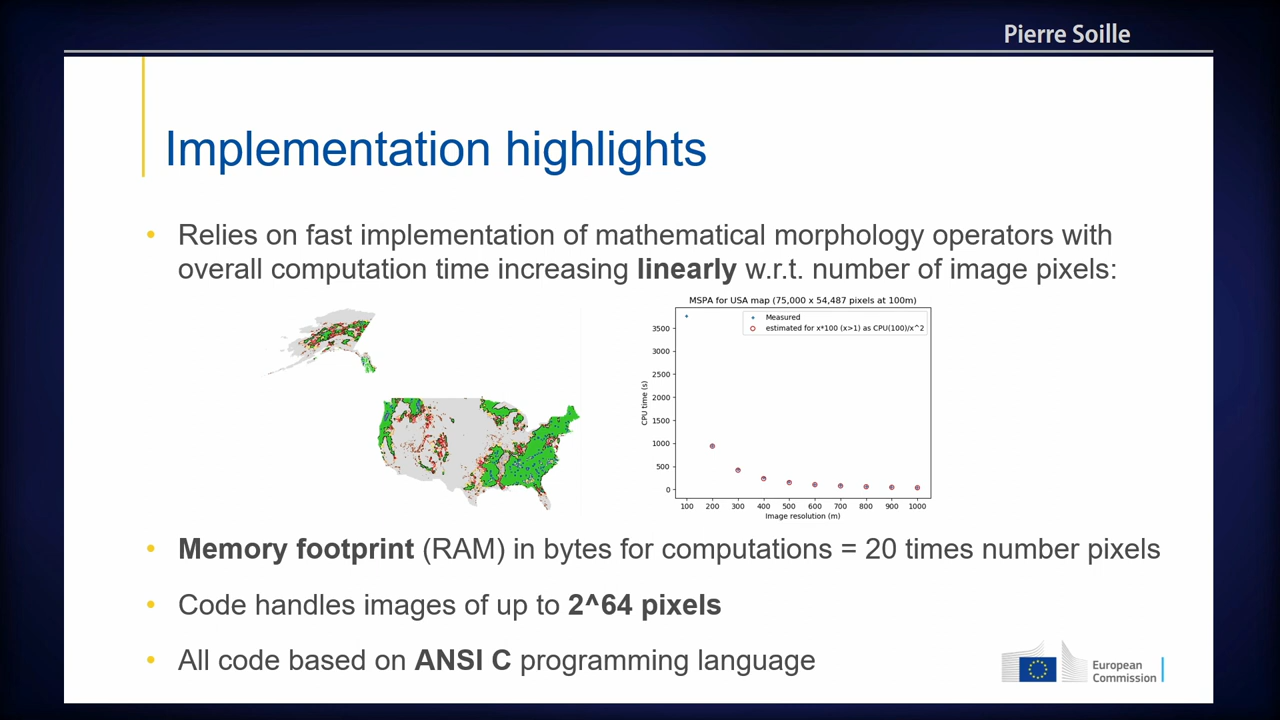 Pierre Soille
Implementation highlights
• Relies on fast implementation of mathematical morphology operators with
overall computation time increasing linearly w.r.t. number of image pixels:
MSPA for USA map (75,000 x 54,487 pixels at 100m)
Measured
estimated for x*100 (x>1) as CPU(100)/x^2
CPU time (s)
3500
3000
2500
2000
1500
1000
500
0
100 200 300 400 500 600 700 800 900 1000
Image resolution (m)
• Memory footprint (RAM) in bytes for computations = 20 times number pixels
• Code handles images of up to 2^64 pixels
• All code based on ANSI C programming language
European
Commission